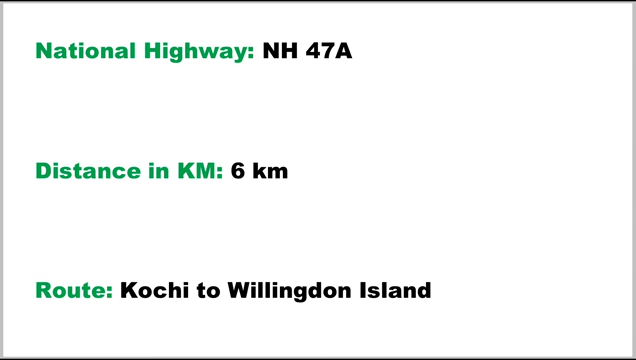 National Highway: NH 47A
Distance in KM: 6 km
Route: Kochi to Willingdon Island